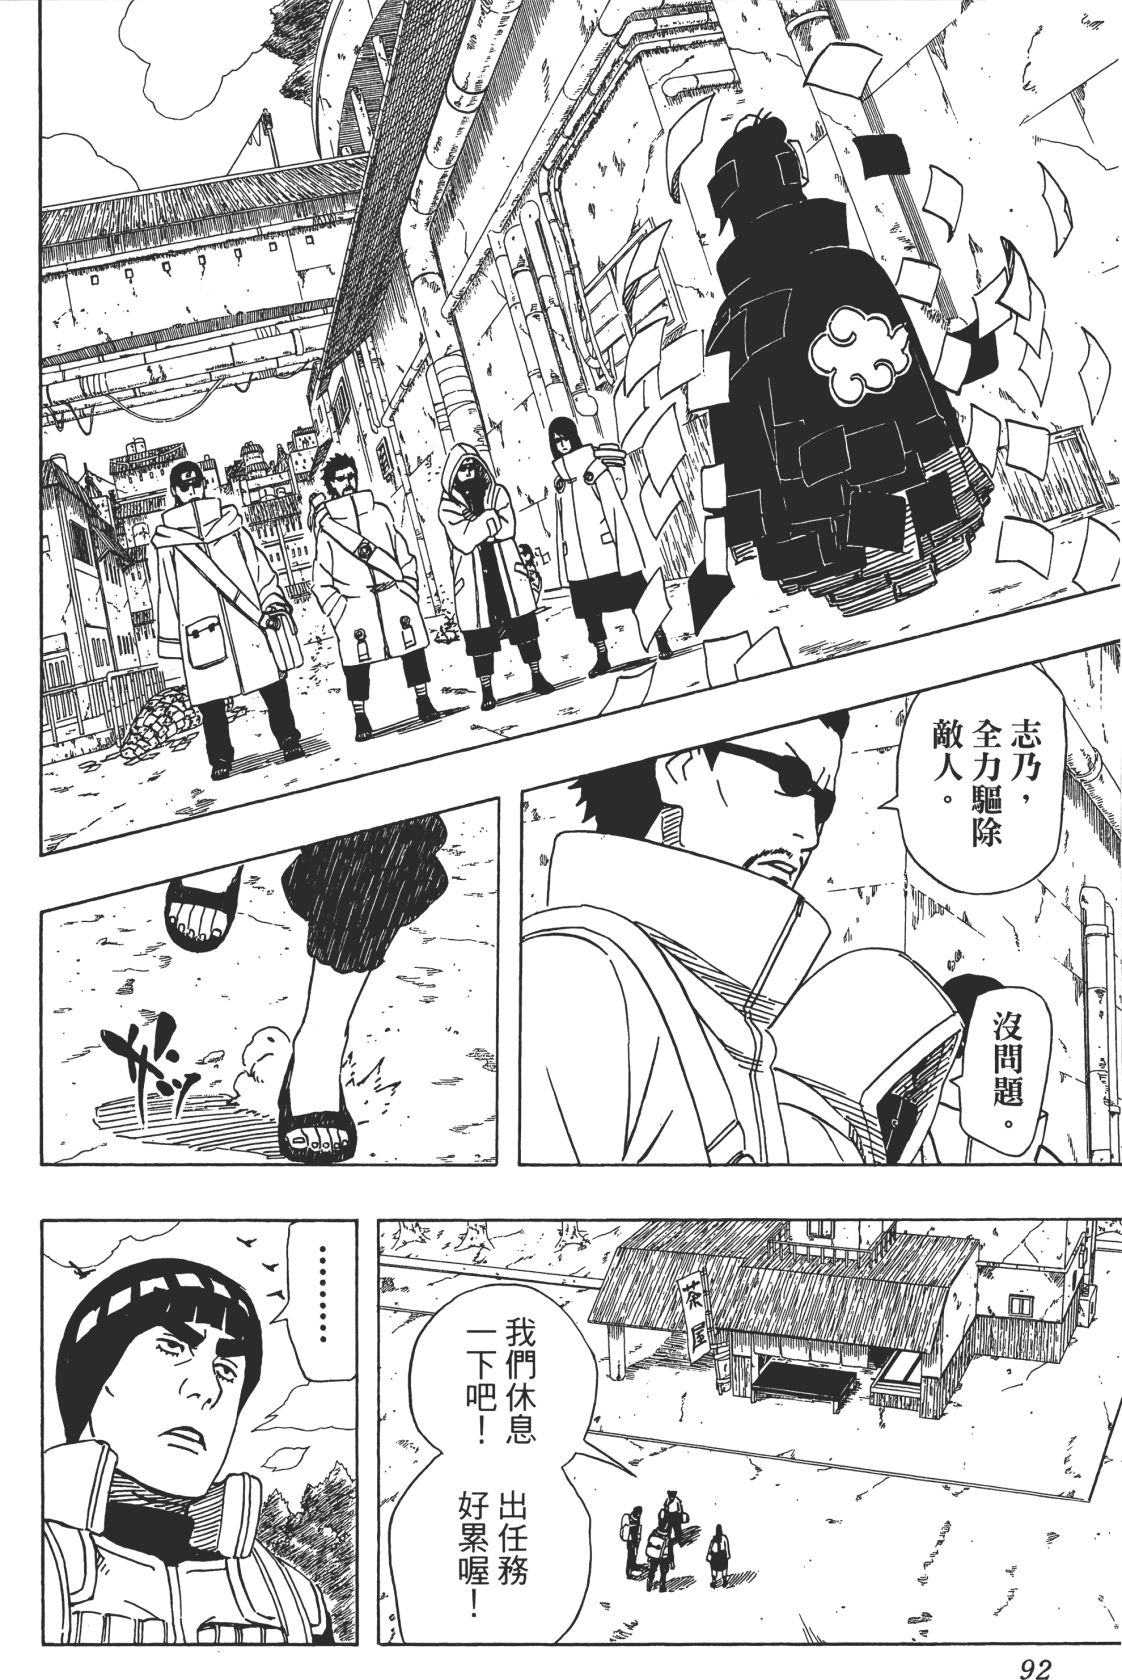 志乃，
全力驅除
敵人。
沒問題。
ザッ
茶屋
我們休息
一下吧！
出任務
好累喔！
………
92